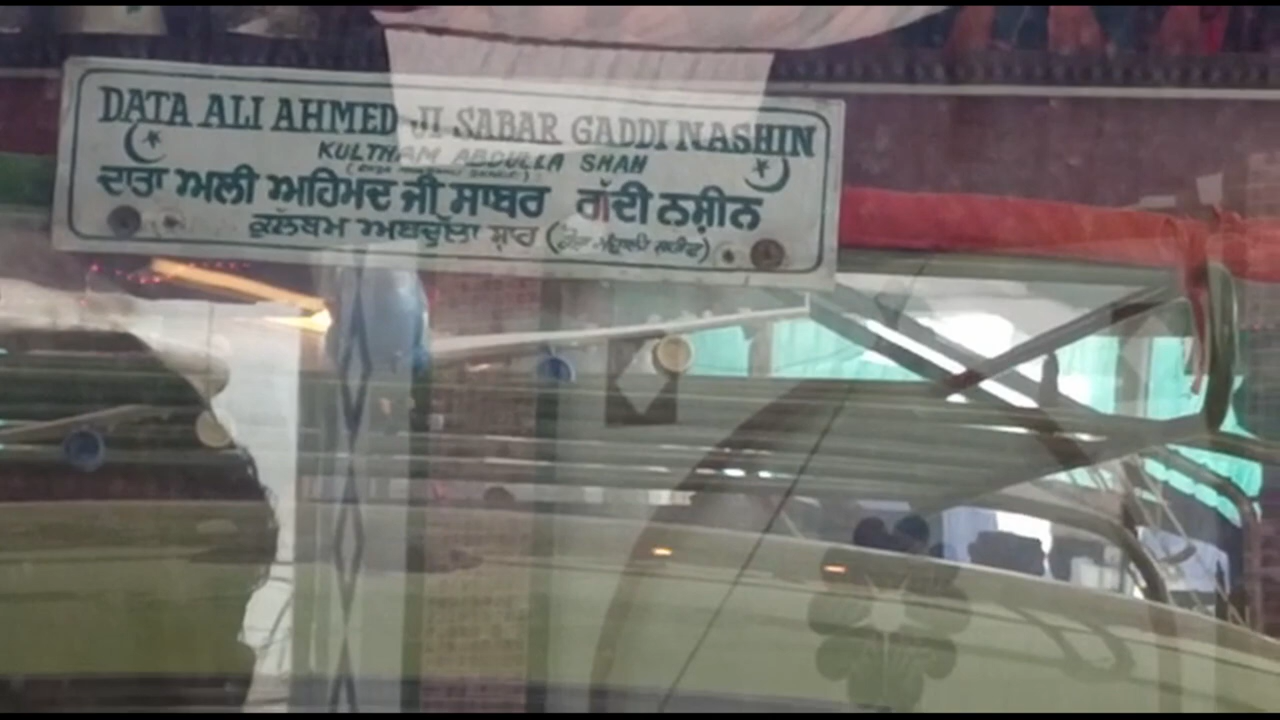 DATA ALI AHMED JI SABAR GADDI NASHIN
KULTHAM ABDULLA SHAH
ਦਾਤਾ ਅਲੀ ਅਹਿਮਦ ਜੀ ਸਾਬਰ ਗੱਦੀ ਨਸ਼ੀਨ
ਕੁਲਥਮ ਅਬਦੁੱਲਾ ਸ਼ਾਹ